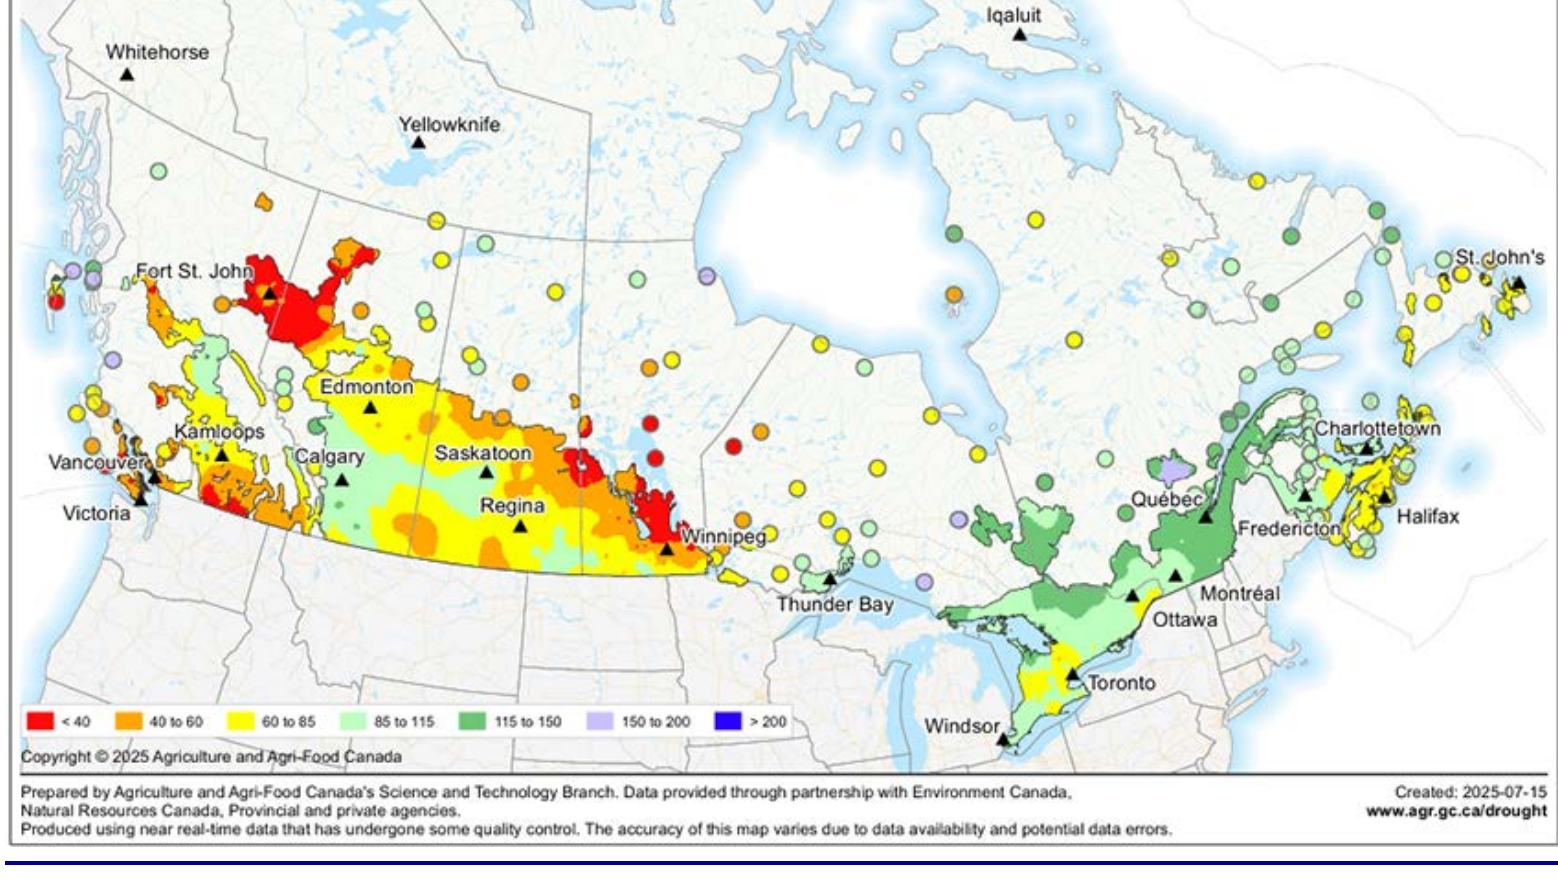 Iqaluit
Whitehorse
Yellowknife
St. John's
Fort St. John
Edmonton
Charlottetown
Kamloops
Vancouver
Calgary
Saskatoon
Québec
Regina
Victoria
Halifax
Fredericton
Winnipeg
Thunder Bay
Montréal
Ottawa
Toronto
Windsor
< 40 40 to 60 60 to 85 85 to 115 115 to 150 150 to 200 > 200
Copyright © 2025 Agriculture and Agri-Food Canada
Prepared by Agriculture and Agri-Food Canada's Science and Technology Branch. Data provided through partnership with Environment Canada,
Natural Resources Canada, Provincial and private agencies.
Produced using near real-time data that has undergone some quality control. The accuracy of this map varies due to data availability and potential data errors.
Created: 2025-07-15
www.agr.gc.ca/drought